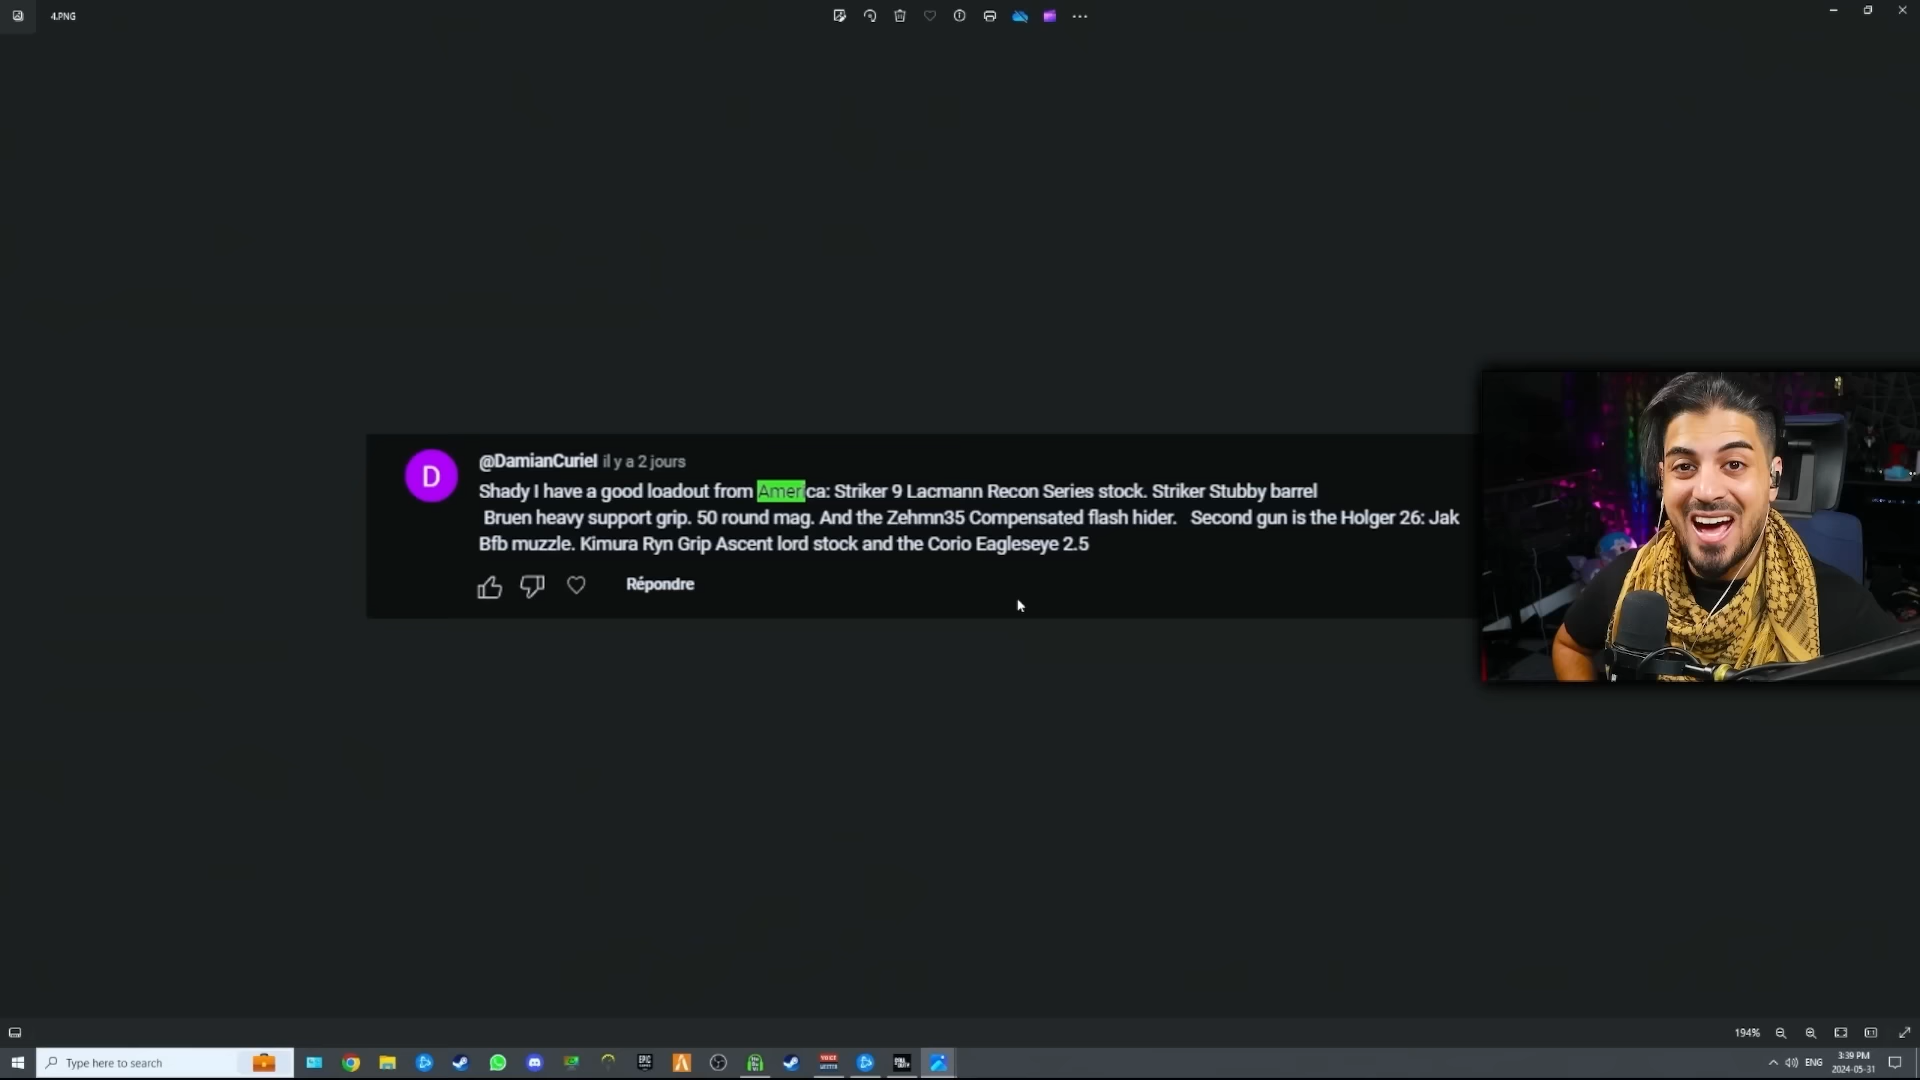 4.PNG
@DamianCuriel il y a 2 jours
Shady I have a good loadout from America: Striker 9 Lacmann Recon Series stock. Striker Stubby barrel
Bruen heavy support grip. 50 round mag. And the Zehmn35 Compensated flash hider. Second gun is the Holger 26: Jak
Bfb muzzle. Kimura Ryn Grip Ascent lord stock and the Corio Eagleseye 2.5
Répondre
D
194%
Type here to search
ENG
3:39 PM
2024-05-31